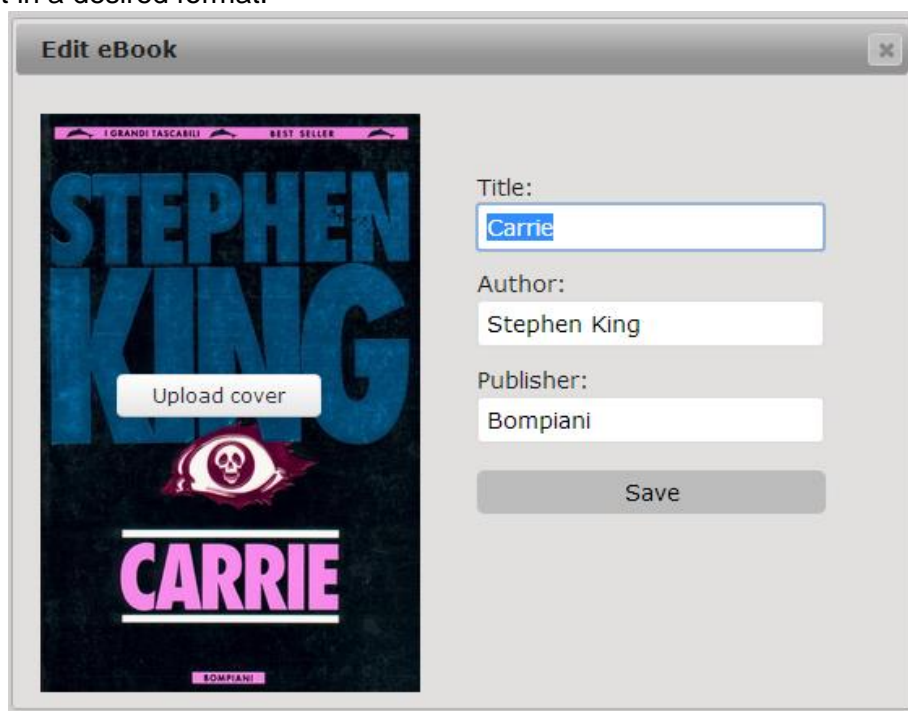 t in a desired format.
Edit eBook
I GRANDI TASCABILI BEST SELLER
STEPHEN
KING
Upload cover
CARRIE
BOMPIANI
Title:
Carrie
Author:
Stephen King
Publisher:
Bompiani
Save